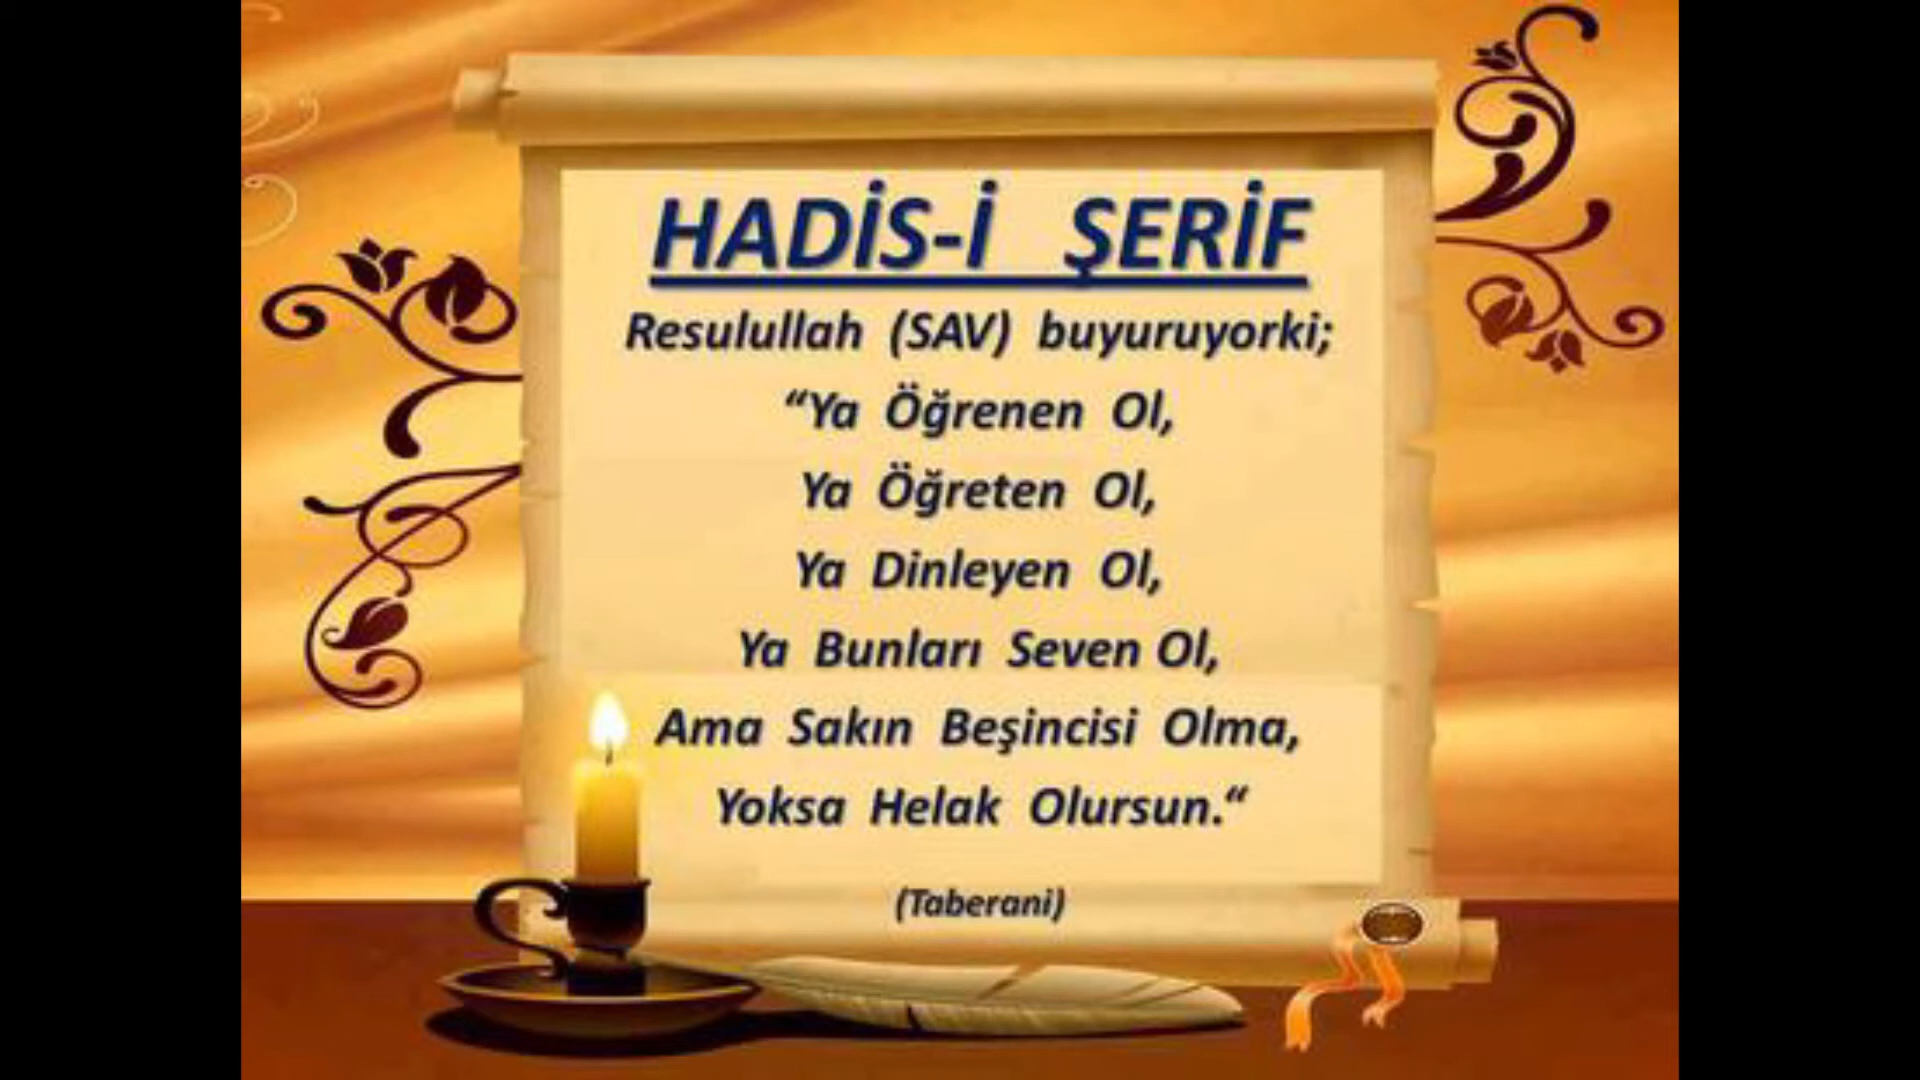 HADİS-İ ŞERİF
Resulullah (SAV) buyuruyorki;
“Ya Öğrenen Ol,
Ya Öğreten Ol,
Ya Dinleyen Ol,
Ya Bunları Seven Ol,
Ama Sakın Beşincisi Olma,
Yoksa Helak Olursun.“
(Taberani)